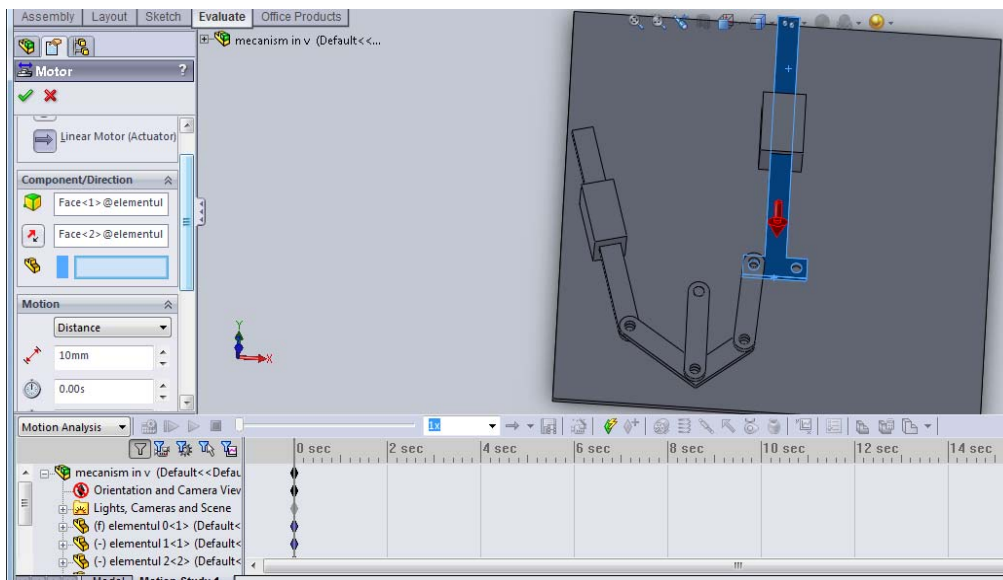 Assembly Layout Sketch Evaluate Office Products
mecanism in v (Default<<...
Motor ?
Linear Motor (Actuator)
Component/Direction
Face<1>@elementul
Face<2>@elementul
Motion
Distance
10mm
0.00s
Y
X
Motion Analysis 1x
0 sec 2 sec 4 sec 6 sec 8 sec 10 sec 12 sec 14 sec
mecanism in v (Default<<Defau
Orientation and Camera View
Lights, Cameras and Scene
(f) elementul 0<1> (Default<
(-) elementul 1<1> (Default<
(-) elementul 2<2> (Default<
Model Motion Study 1